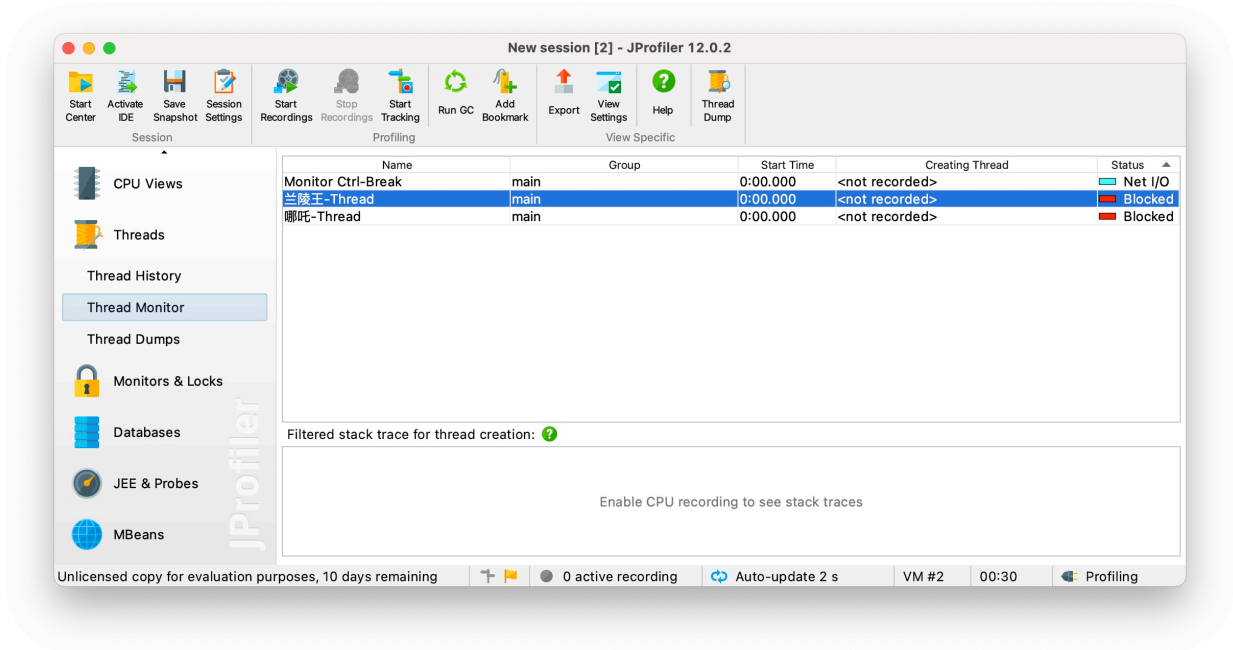 New session [2] - JProfiler 12.0.2
Start Center
Activate IDE
Save Snapshot
Session Settings
Start Recordings
Stop Recordings
Start Tracking
Run GC
Add Bookmark
Export
View Settings
Help
Thread Dump
Session
Profiling
View Specific
CPU Views
Threads
Thread History
Thread Monitor
Thread Dumps
Monitors & Locks
Databases
JEE & Probes
MBeans
JProfiler
Name Group Start Time Creating Thread Status
Monitor Ctrl-Break main 0:00.000 <not recorded> Net I/O
兰陵王-Thread main 0:00.000 <not recorded> Blocked
哪吒-Thread main 0:00.000 <not recorded> Blocked
Filtered stack trace for thread creation: ?
Enable CPU recording to see stack traces
Unlicensed copy for evaluation purposes, 10 days remaining 0 active recording Auto-update 2 s VM #2 00:30 Profiling